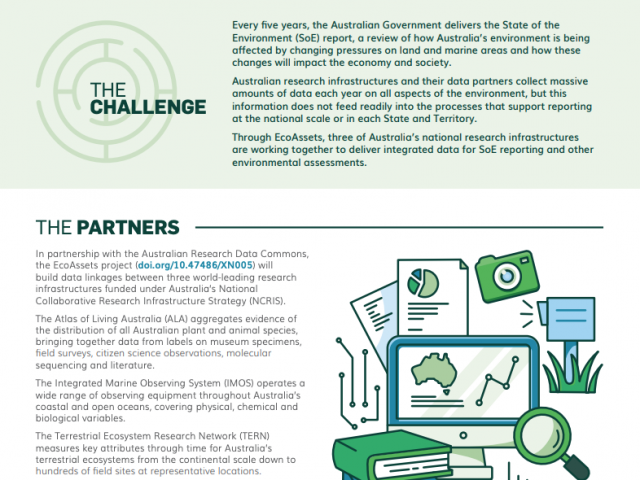 THE
CHALLENGE
Every five years, the Australian Government delivers the State of the
Environment (SoE) report, a review of how Australia's environment is being
affected by changing pressures on land and marine areas and how these
changes will impact the economy and society.
Australian research infrastructures and their data partners collect massive
amounts of data each year on all aspects of the environment, but this
information does not feed readily into the processes that support reporting
at the national scale or in each State and Territory.
Through EcoAssets, three of Australia's national research infrastructures
are working together to deliver integrated data for SoE reporting and other
environmental assessments.
THE PARTNERS
In partnership with the Australian Research Data Commons,
the EcoAssets project (doi.org/10.47486/XN005) will
build data linkages between three world-leading research
infrastructures funded under Australia's National
Collaborative Research Infrastructure Strategy (NCRIS).
The Atlas of Living Australia (ALA) aggregates evidence of
the distribution of all Australian plant and animal species,
bringing together data from labels on museum specimens,
field surveys, citizen science observations, molecular
sequencing and literature.
The Integrated Marine Observing System (IMOS) operates a
wide range of observing equipment throughout Australia's
coastal and open oceans, covering physical, chemical and
biological variables.
The Terrestrial Ecosystem Research Network (TERN)
measures key attributes through time for Australia's
terrestrial ecosystems from the continental scale down to
hundreds of field sites at representative locations.